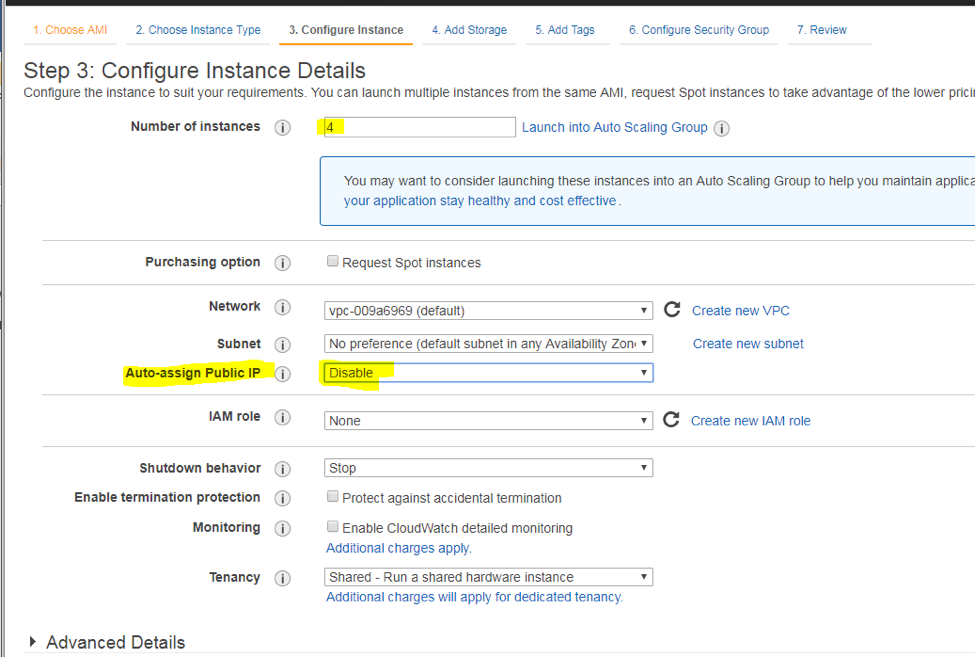 1. Choose AMI 2. Choose Instance Type 3. Configure Instance 4. Add Storage 5. Add Tags 6. Configure Security Group 7. Review
Step 3: Configure Instance Details
Configure the instance to suit your requirements. You can launch multiple instances from the same AMI, request Spot instances to take advantage of the lower
Number of instances i 4 Launch into Auto Scaling Group i
You may want to consider launching these instances into an Auto Scaling Group to help you maintain
your application stay healthy and cost effective.
Purchasing option i Request Spot instances
Network i vpc-009a6969 (default) Create new VPC
Subnet i No preference (default subnet in any Availability Zon Create new subnet
Auto-assign Public IP i Disable
IAM role i None Create new IAM role
Shutdown behavior i Stop
Enable termination protection i Protect against accidental termination
Monitoring i Enable CloudWatch detailed monitoring
Additional charges apply.
Tenancy i Shared - Run a shared hardware instance
Additional charges will apply for dedicated tenancy.
Advanced Details